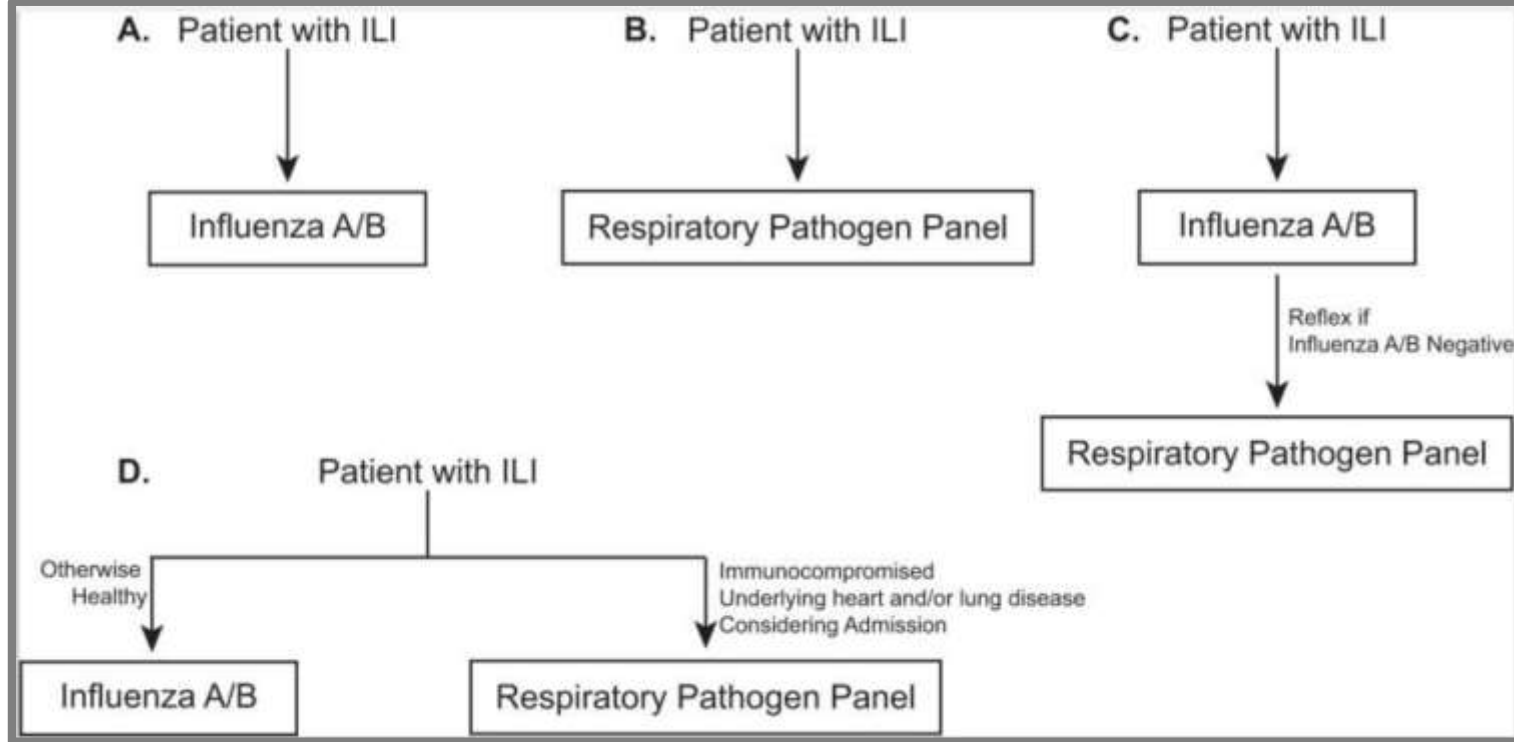 A. Patient with ILI
Influenza A/B
B. Patient with ILI
Respiratory Pathogen Panel
C. Patient with ILI
Influenza A/B
Reflex if
Influenza A/B Negative
Respiratory Pathogen Panel
D. Patient with ILI
Otherwise
Healthy
Influenza A/B
Immunocompromised
Underlying heart and/or lung disease
Considering Admission
Respiratory Pathogen Panel